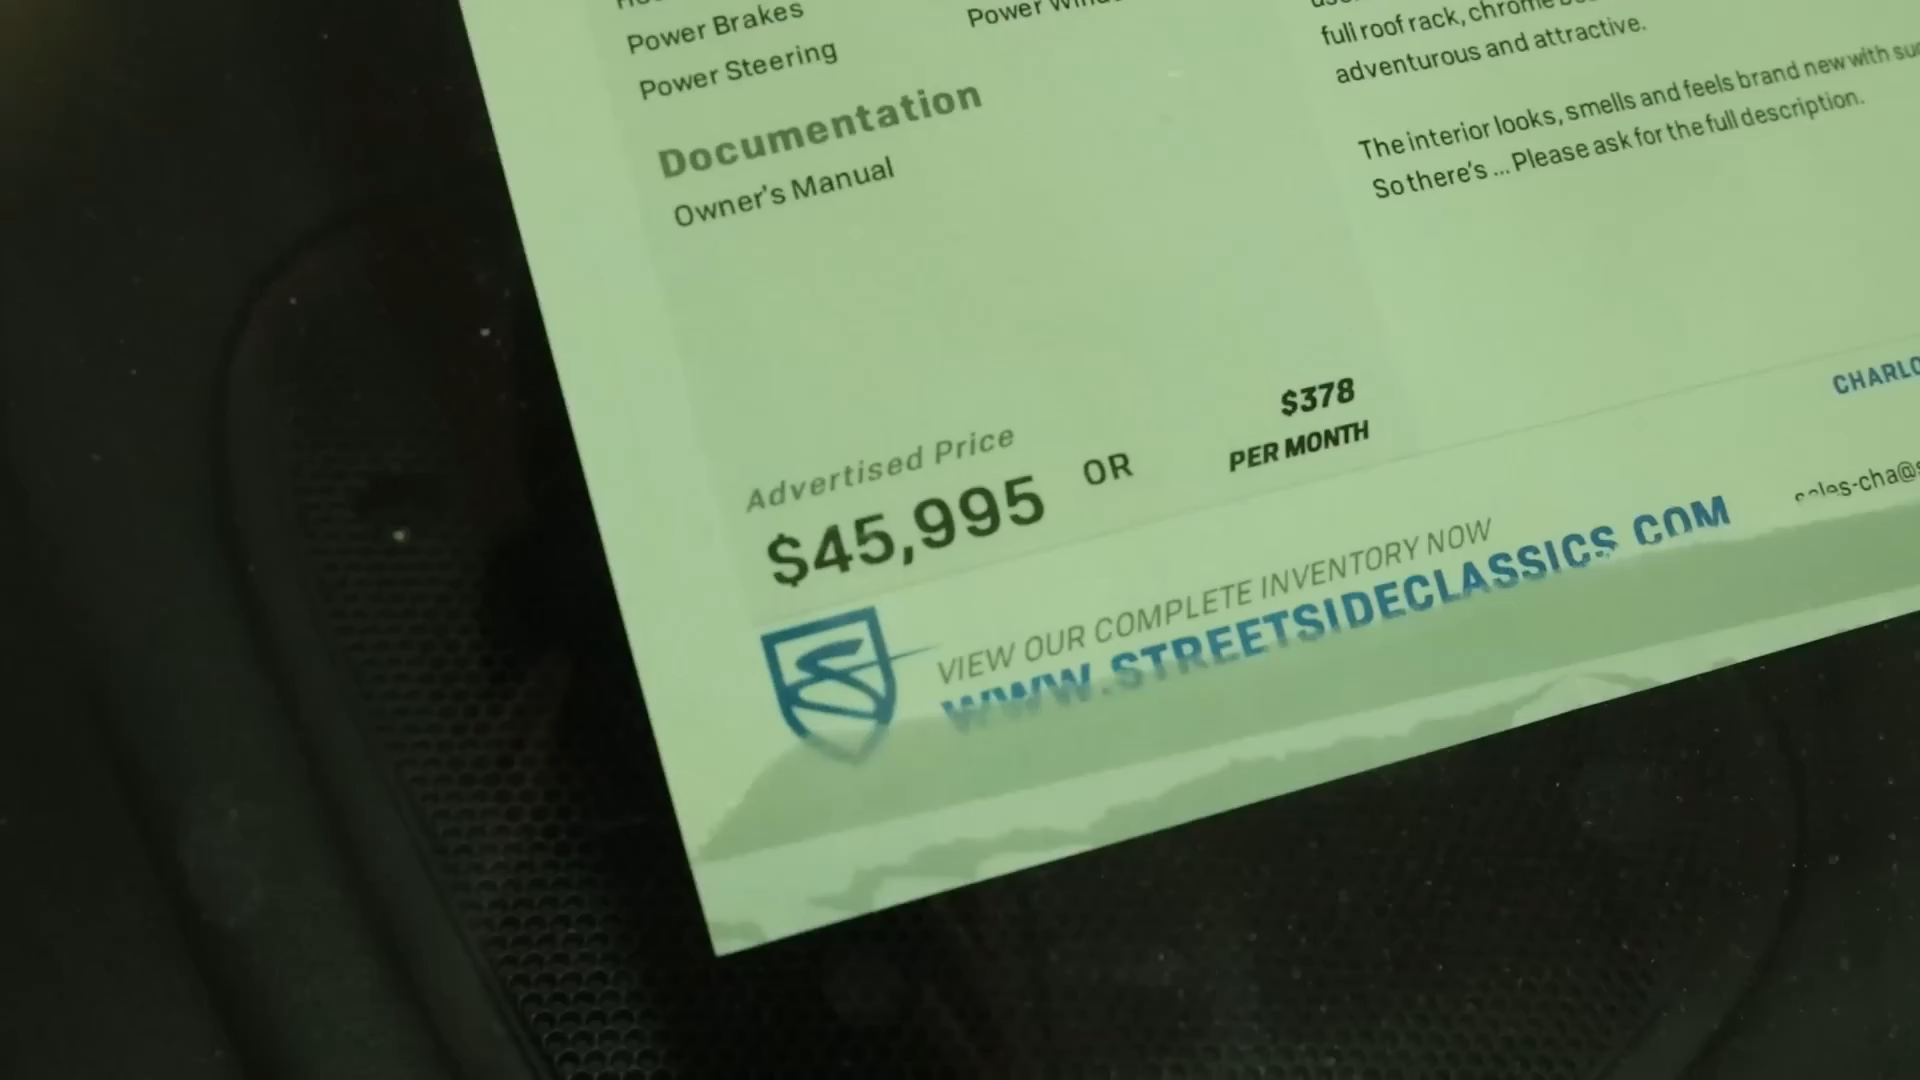 Power Brakes
Power Steering
Power
Documentation
Owner's Manual
full roof rack, chrome
adventurous and attractive.
The interior looks, smells and feels brand new with
So there's ... Please ask for the full description.
Advertised Price
$45,995 OR
$378
PER MONTH
VIEW OUR COMPLETE INVENTORY NOW
WWW.STREETSIDECLASSICS.COM